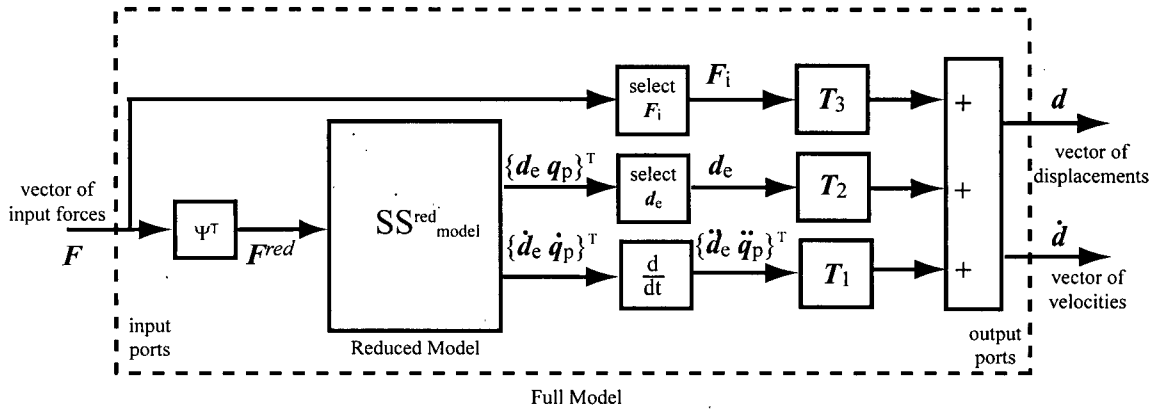 select
F_i
F_i
T_3
+
d
vector of
displacements
{d_e q_p}^T
select
d_e
d_e
T_2
+
vector of
input forces
F
Ψ^T
F^red
SS^red_model
{ḋ_e q̇_p}^T
d
dt
{d̈_e q̈_p}^T
T_1
+
ḋ
vector of
velocities
input
ports
Reduced Model
output
ports
Full Model